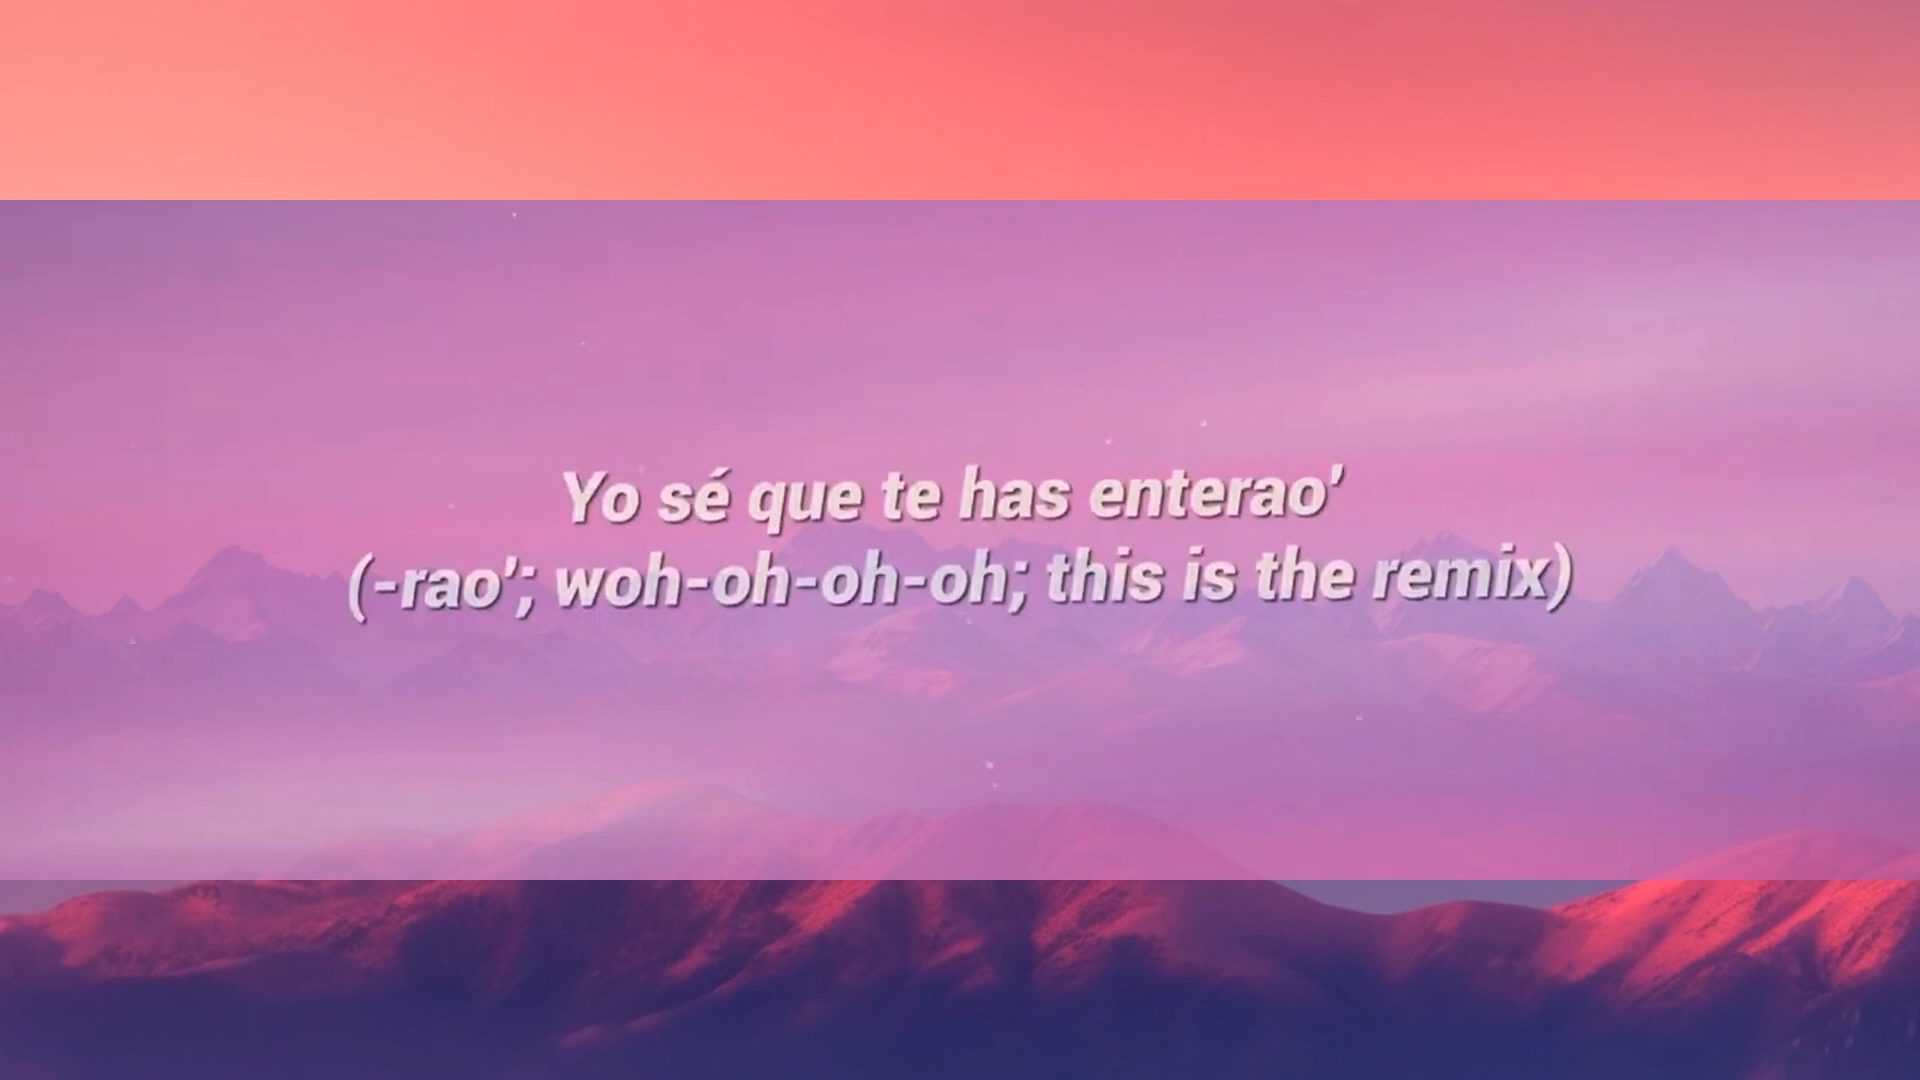 Yo sé que te has enterao'
(-rao'; woh-oh-oh-oh; this is the remix)